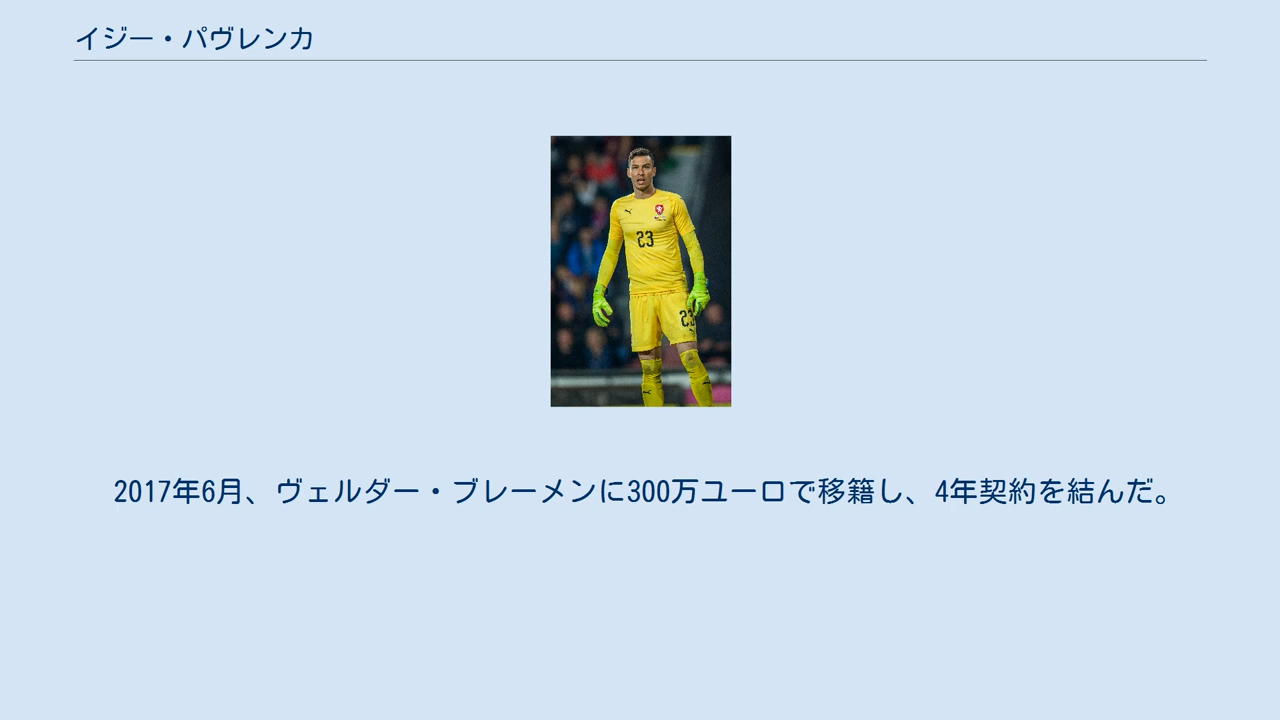 イジー・パヴレンカ
23
23
2017年6月、ヴェルダー・ブレーメンに300万ユーロで移籍し、4年契約を結んだ。